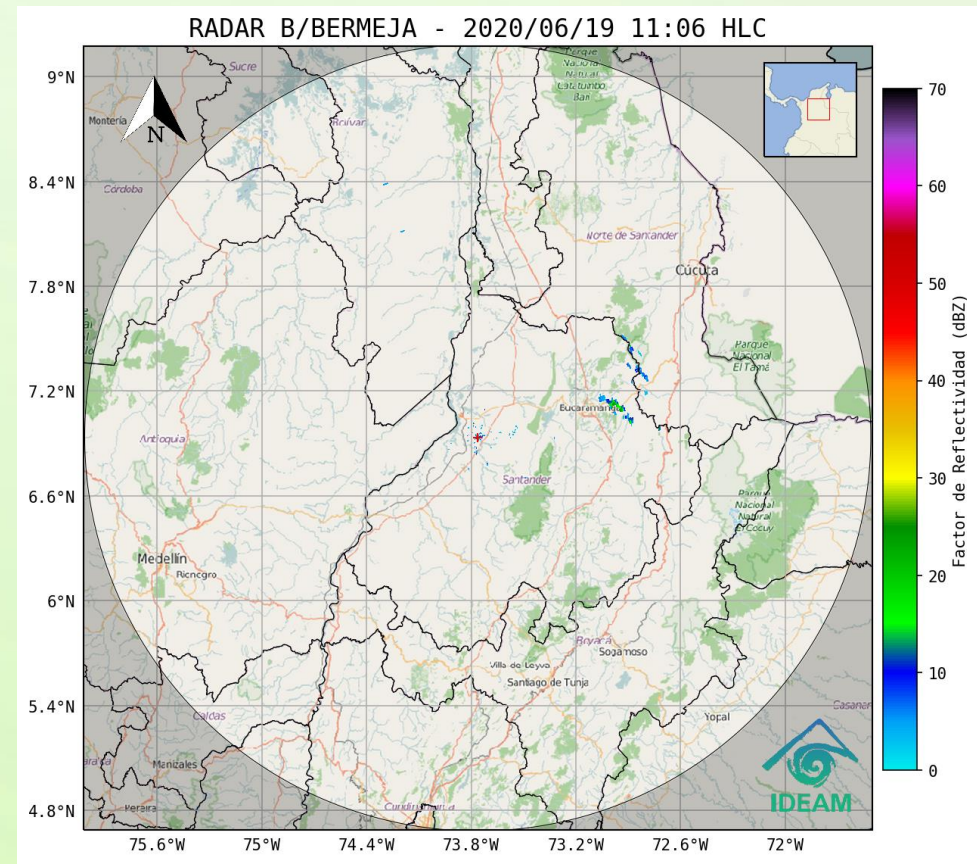 RADAR B/BERMEJA - 2020/06/19 11:06 HLC
9°N
8.4°N
7.8°N
7.2°N
6.6°N
6°N
5.4°N
4.8°N
75.6°W
75°W
74.4°W
73.8°W
73.2°W
72.6°W
72°W
Sucre
Montería
Bolívar
Córdoba
Parque
Nacional
Natural
Catatumbo
Bari
Norte de Santander
Cúcuta
Parque
Nacional
El Tamá
Bucaramanga
Antioquia
Santander
Parque
Nacional
Natural
El Cocuy
Medellín
Rionegro
Boyacá
Sogamoso
Villa de Leyva
Santiago de Tunja
Yopal
Casanar
Caldas
Manizales
Pereira
Cundinamarca
N
IDEAM
70
60
50
40
30
20
10
0
Factor de Reflectividad (dBZ)